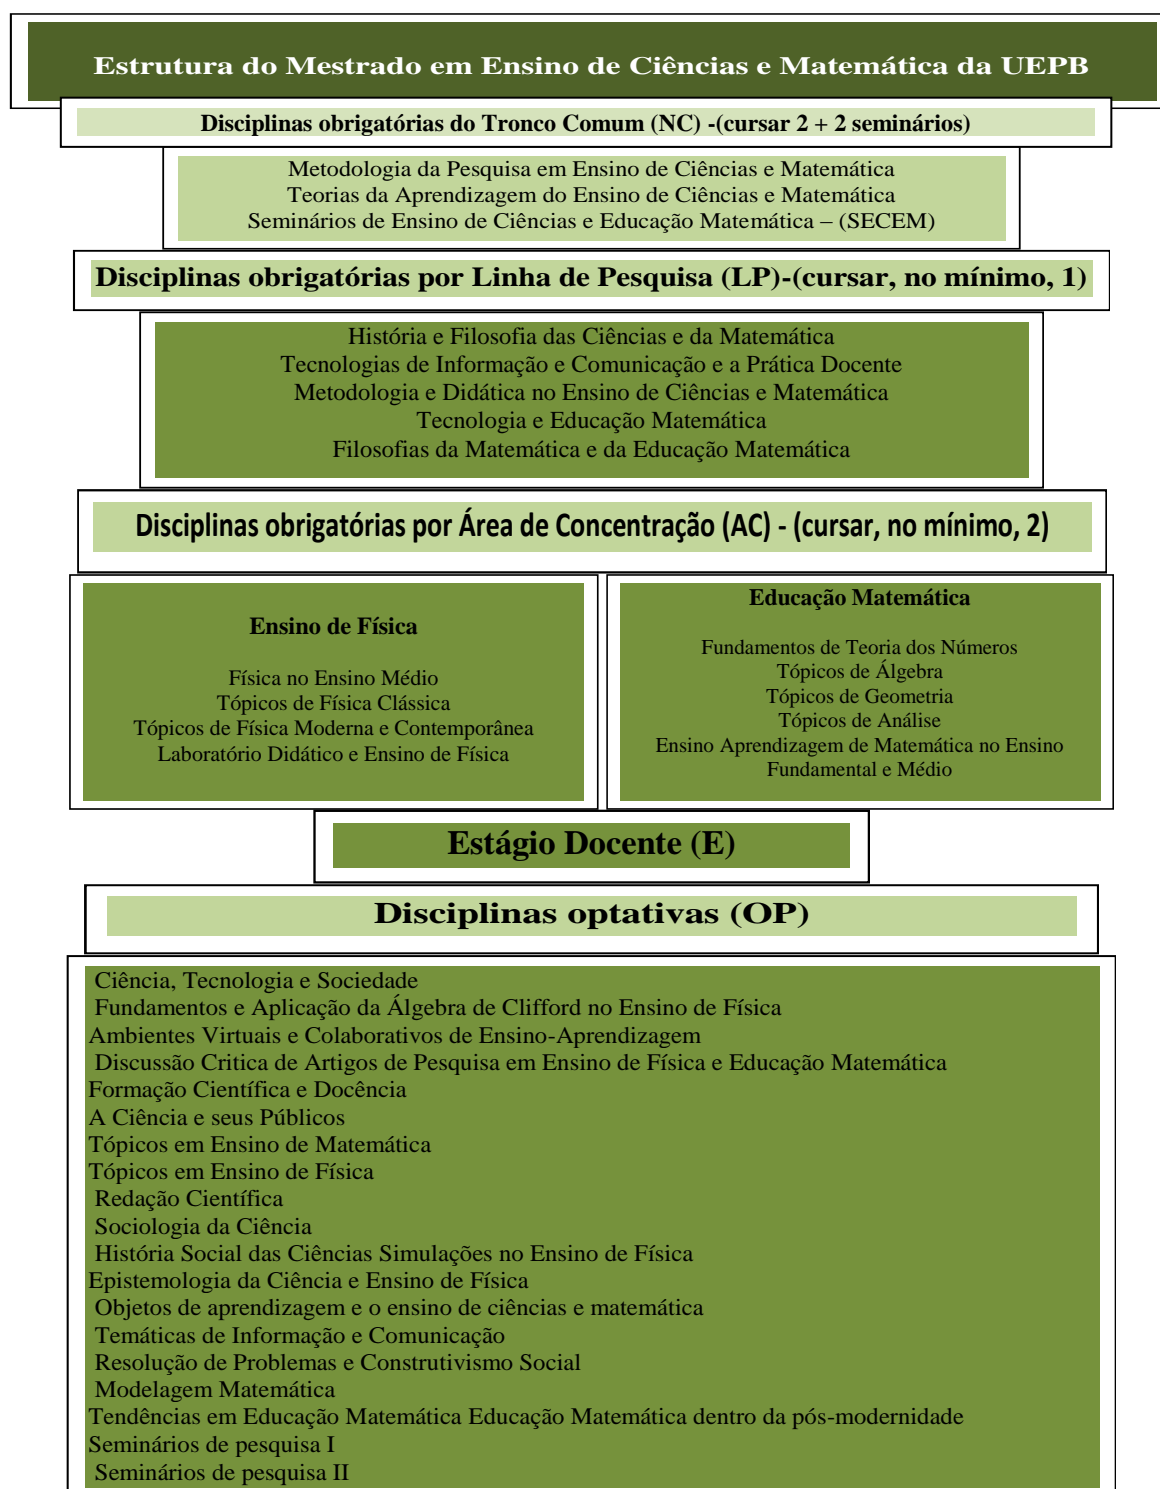 Estrutura do Mestrado em Ensino de Ciências e Matemática da UEPB
Disciplinas obrigatórias do Tronco Comum (NC) -(cursar 2 + 2 seminários)
Metodologia da Pesquisa em Ensino de Ciências e Matemática
Teorias da Aprendizagem do Ensino de Ciências e Matemática
Seminários de Ensino de Ciências e Educação Matemática – (SECEM)
Disciplinas obrigatórias por Linha de Pesquisa (LP)-(cursar, no mínimo, 1)
História e Filosofia das Ciências e da Matemática
Tecnologias de Informação e Comunicação e a Prática Docente
Metodologia e Didática no Ensino de Ciências e Matemática
Tecnologia e Educação Matemática
Filosofias da Matemática e da Educação Matemática
Disciplinas obrigatórias por Área de Concentração (AC) - (cursar, no mínimo, 2)
Ensino de Física
Física no Ensino Médio
Tópicos de Física Clássica
Tópicos de Física Moderna e Contemporânea
Laboratório Didático e Ensino de Física
Educação Matemática
Fundamentos de Teoria dos Números
Tópicos de Álgebra
Tópicos de Geometria
Tópicos de Análise
Ensino Aprendizagem de Matemática no Ensino
Fundamental e Médio
Estágio Docente (E)
Disciplinas optativas (OP)
Ciência, Tecnologia e Sociedade
Fundamentos e Aplicação da Álgebra de Clifford no Ensino de Física
Ambientes Virtuais e Colaborativos de Ensino-Aprendizagem
Discussão Critica de Artigos de Pesquisa em Ensino de Física e Educação Matemática
Formação Científica e Docência
A Ciência e seus Públicos
Tópicos em Ensino de Matemática
Tópicos em Ensino de Física
Redação Científica
Sociologia da Ciência
História Social das Ciências Simulações no Ensino de Física
Epistemologia da Ciência e Ensino de Física
Objetos de aprendizagem e o ensino de ciências e matemática
Temáticas de Informação e Comunicação
Resolução de Problemas e Construtivismo Social
Modelagem Matemática
Tendências em Educação Matemática Educação Matemática dentro da pós-modernidade
Seminários de pesquisa I
Seminários de pesquisa II